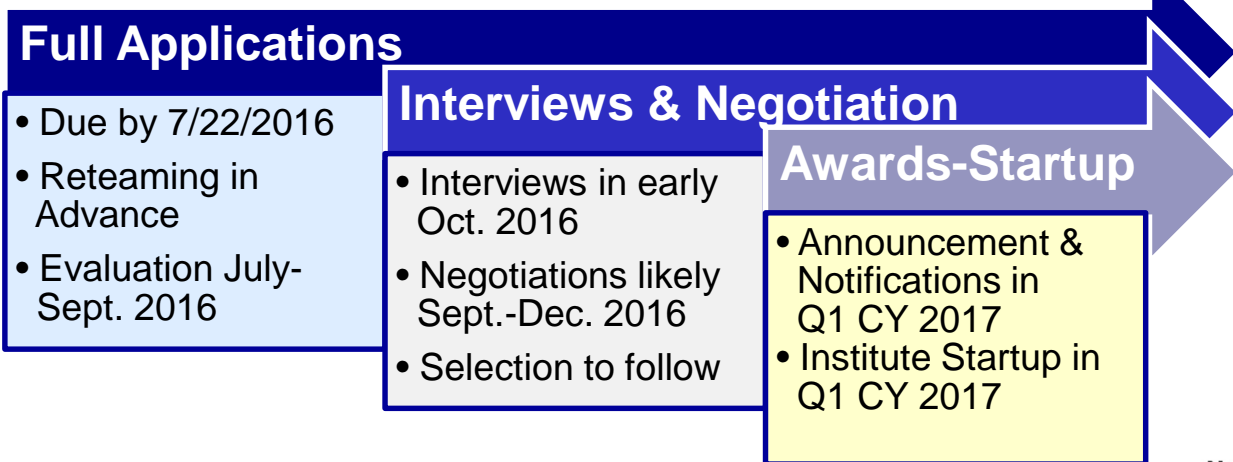 Full Applications
• Due by 7/22/2016
• Reteaming in
Advance
• Evaluation July-
Sept. 2016
Interviews & Negotiation
• Interviews in early
Oct. 2016
• Negotiations likely
Sept.-Dec. 2016
• Selection to follow
Awards-Startup
• Announcement &
Notifications in
Q1 CY 2017
• Institute Startup in
Q1 CY 2017